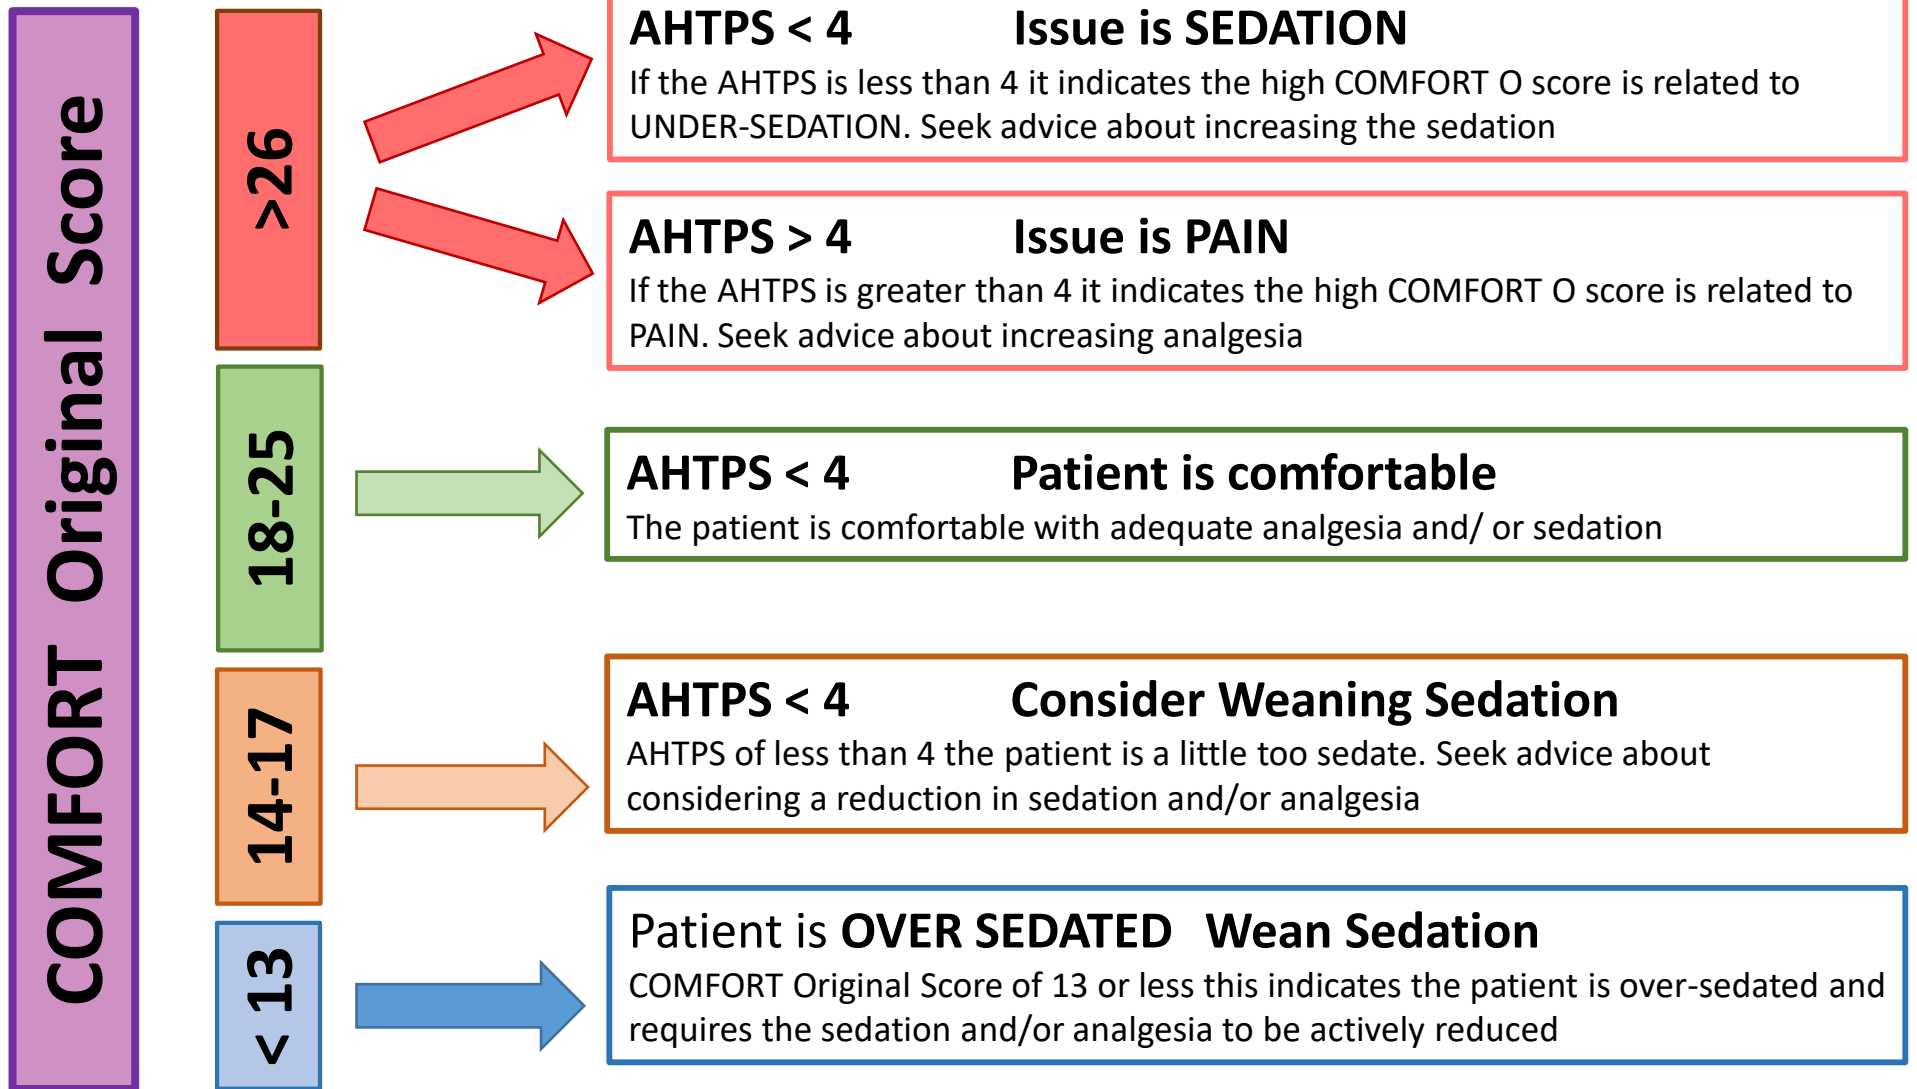 COMFORT Original Score
>26
AHTPS < 4 Issue is SEDATION
If the AHTPS is less than 4 it indicates the high COMFORT O score is related to
UNDER-SEDATION. Seek advice about increasing the sedation
AHTPS > 4 Issue is PAIN
If the AHTPS is greater than 4 it indicates the high COMFORT O score is related to
PAIN. Seek advice about increasing analgesia
18-25
AHTPS < 4 Patient is comfortable
The patient is comfortable with adequate analgesia and/ or sedation
14-17
AHTPS < 4 Consider Weaning Sedation
AHTPS of less than 4 the patient is a little too sedate. Seek advice about
considering a reduction in sedation and/or analgesia
< 13
Patient is OVER SEDATED Wean Sedation
COMFORT Original Score of 13 or less this indicates the patient is over-sedated and
requires the sedation and/or analgesia to be actively reduced